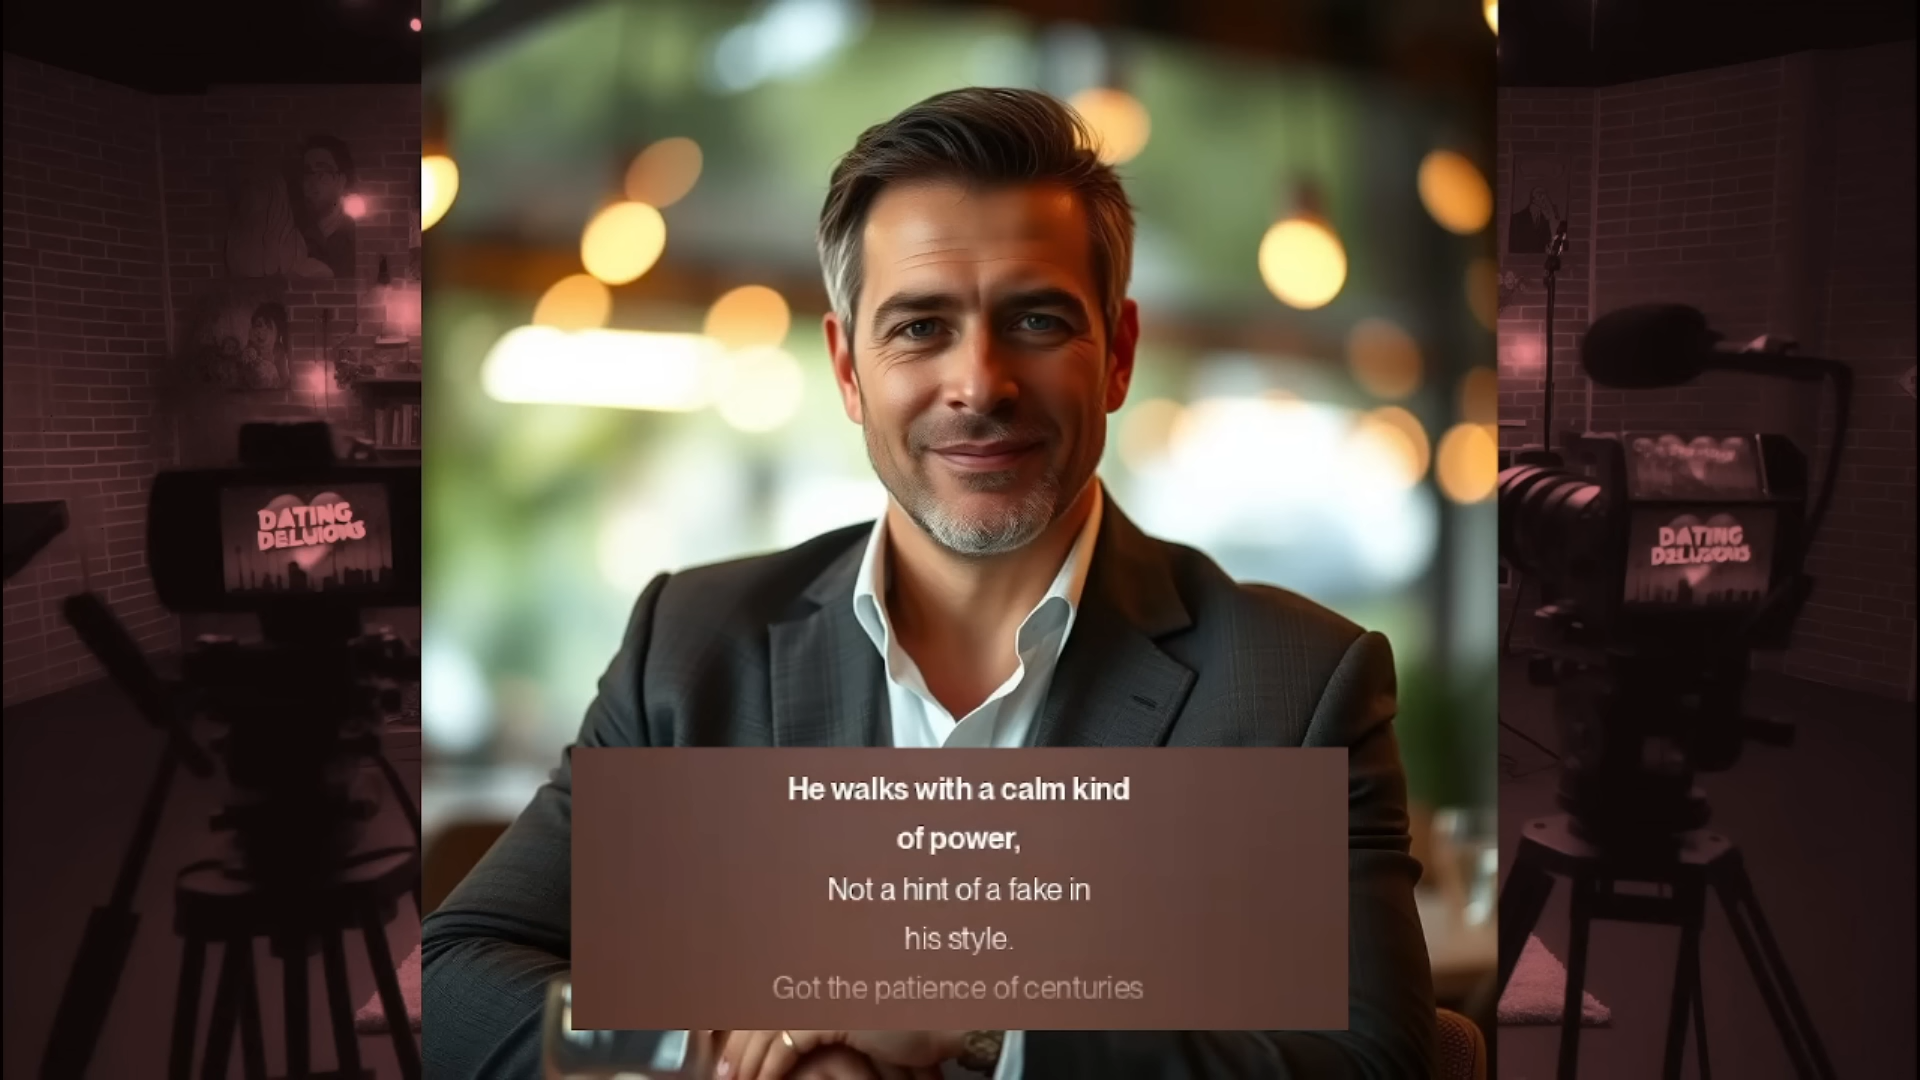 DATING
DELUIONS
DATING
DELUSIONS
He walks with a calm kind
of power,
Not a hint of a fake in
his style.
Got the patience of centuries